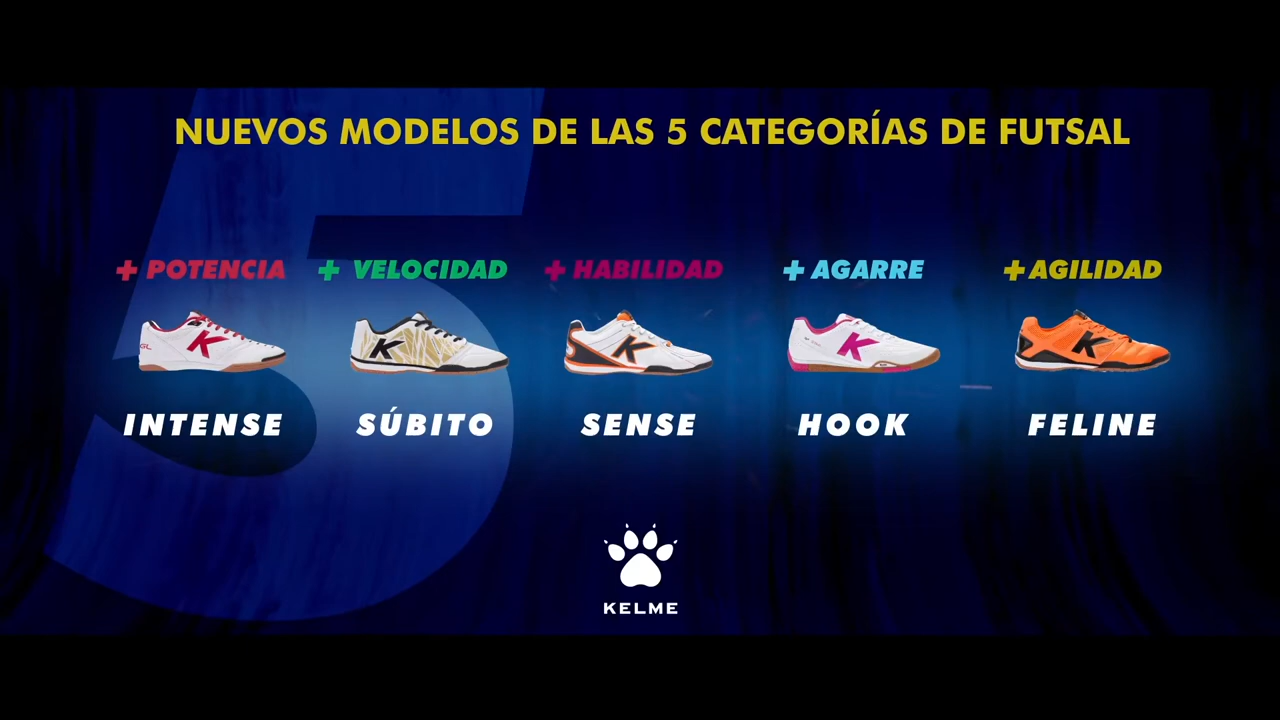 NUEVOS MODELOS DE LAS 5 CATEGORÍAS DE FUTSAL
+ POTENCIA
+ VELOCIDAD
+ HABILIDAD
+ AGARRE
+ AGILIDAD
INTENSE
SÚBITO
SENSE
HOOK
FELINE
KELME